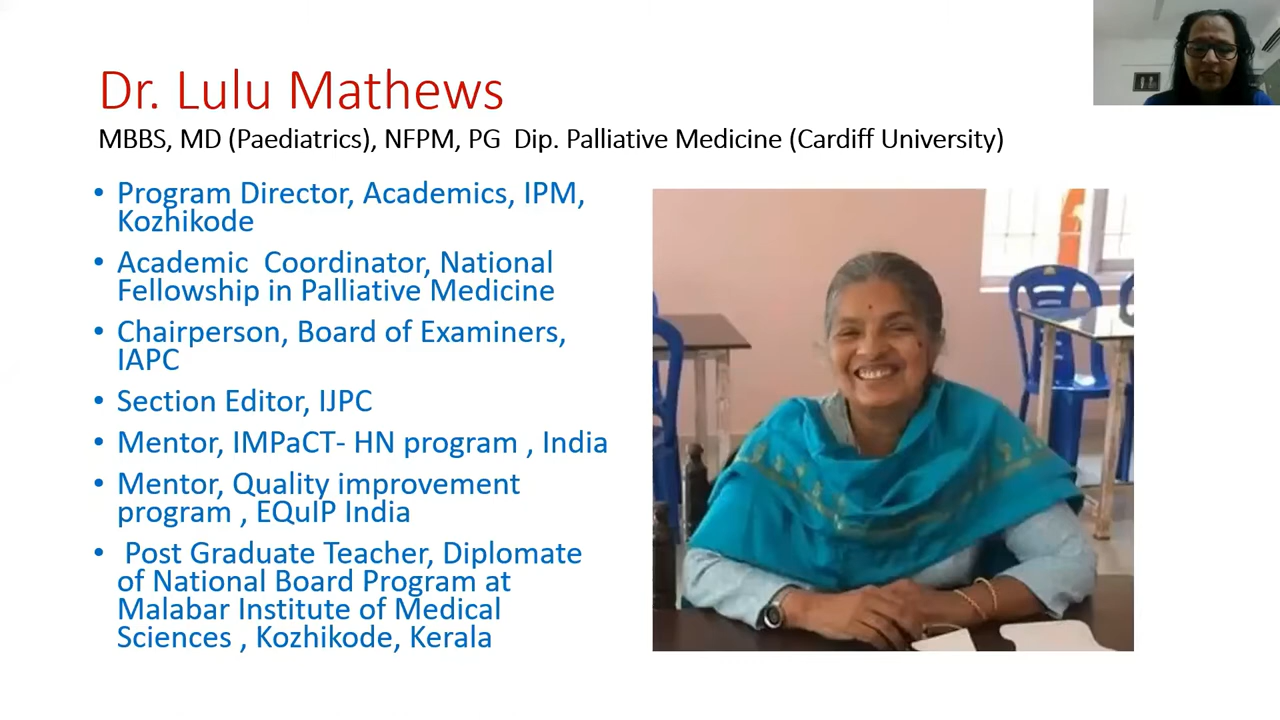 Dr. Lulu Mathews
MBBS, MD (Paediatrics), NFPM, PG  Dip. Palliative Medicine (Cardiff University)
• Program Director, Academics, IPM,
Kozhikode
• Academic  Coordinator, National
Fellowship in Palliative Medicine
• Chairperson, Board of Examiners,
IAPC
• Section Editor, IJPC
• Mentor, IMPaCT- HN program , India
• Mentor, Quality improvement
program , EQuIP India
•  Post Graduate Teacher, Diplomate
of National Board Program at
Malabar Institute of Medical
Sciences , Kozhikode, Kerala